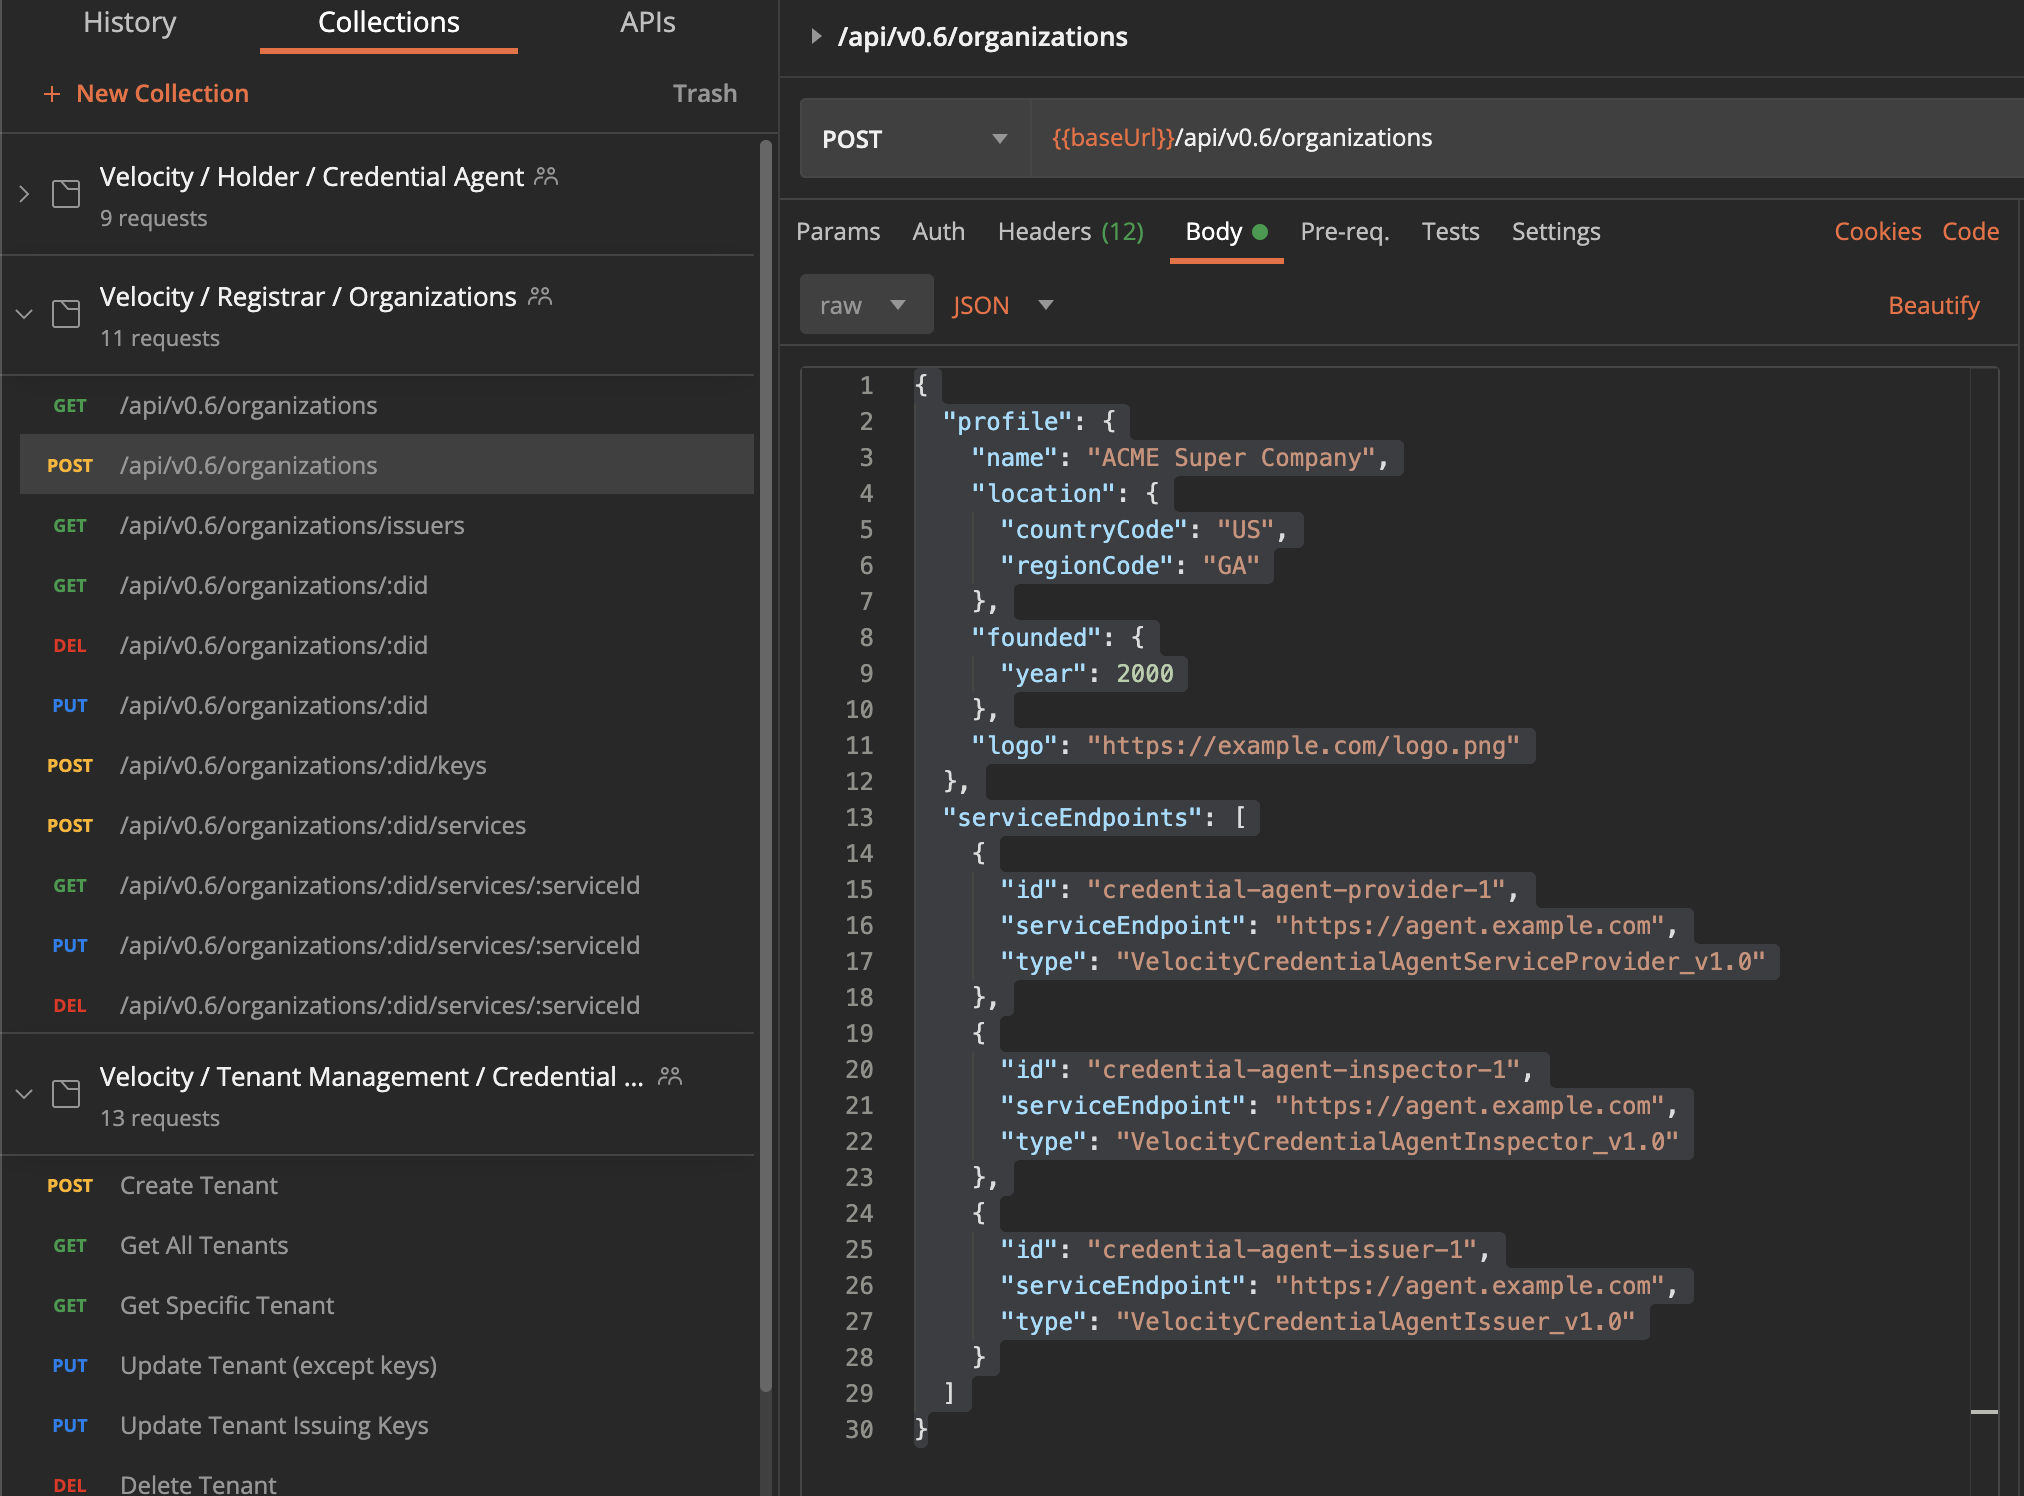 History Collections APIs
+ New Collection Trash
Velocity / Holder / Credential Agent
9 requests
Velocity / Registrar / Organizations
11 requests
GET /api/v0.6/organizations
POST /api/v0.6/organizations
GET /api/v0.6/organizations/issuers
GET /api/v0.6/organizations/:did
DEL /api/v0.6/organizations/:did
PUT /api/v0.6/organizations/:did
POST /api/v0.6/organizations/:did/keys
POST /api/v0.6/organizations/:did/services
GET /api/v0.6/organizations/:did/services/:serviceId
PUT /api/v0.6/organizations/:did/services/:serviceId
DEL /api/v0.6/organizations/:did/services/:serviceId
Velocity / Tenant Management / Credential ...
13 requests
POST Create Tenant
GET Get All Tenants
GET Get Specific Tenant
PUT Update Tenant (except keys)
PUT Update Tenant Issuing Keys
DEL Delete Tenant
/api/v0.6/organizations
POST {{baseUrl}}/api/v0.6/organizations
Params Auth Headers (12) Body Pre-req. Tests Settings Cookies Code
raw JSON Beautify
1 {
2 "profile": {
3 "name": "ACME Super Company",
4 "location": {
5 "countryCode": "US",
6 "regionCode": "GA"
7 },
8 "founded": {
9 "year": 2000
10 },
11 "logo": "https://example.com/logo.png"
12 },
13 "serviceEndpoints": [
14 {
15 "id": "credential-agent-provider-1",
16 "serviceEndpoint": "https://agent.example.com",
17 "type": "VelocityCredentialAgentServiceProvider_v1.0"
18 },
19 {
20 "id": "credential-agent-inspector-1",
21 "serviceEndpoint": "https://agent.example.com",
22 "type": "VelocityCredentialAgentInspector_v1.0"
23 },
24 {
25 "id": "credential-agent-issuer-1",
26 "serviceEndpoint": "https://agent.example.com",
27 "type": "VelocityCredentialAgentIssuer_v1.0"
28 }
29 ]
30 }